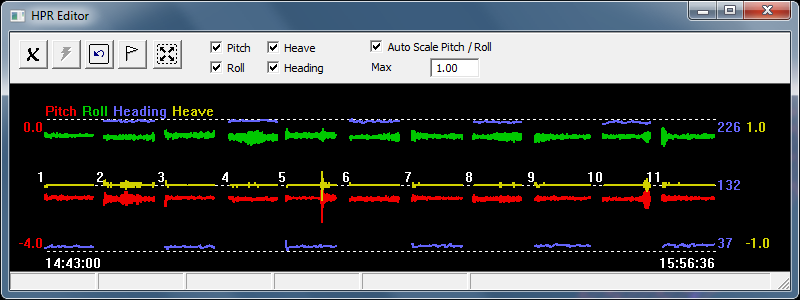 HPR Editor
Pitch Heave Auto Scale Pitch / Roll
Roll Heading Max 1.00
Pitch Roll Heading Heave
0.0 226 1.0
1 2 3 4 5 6 7 8 9 10 11 132
-4.0 37 -1.0
14:43:00 15:56:36